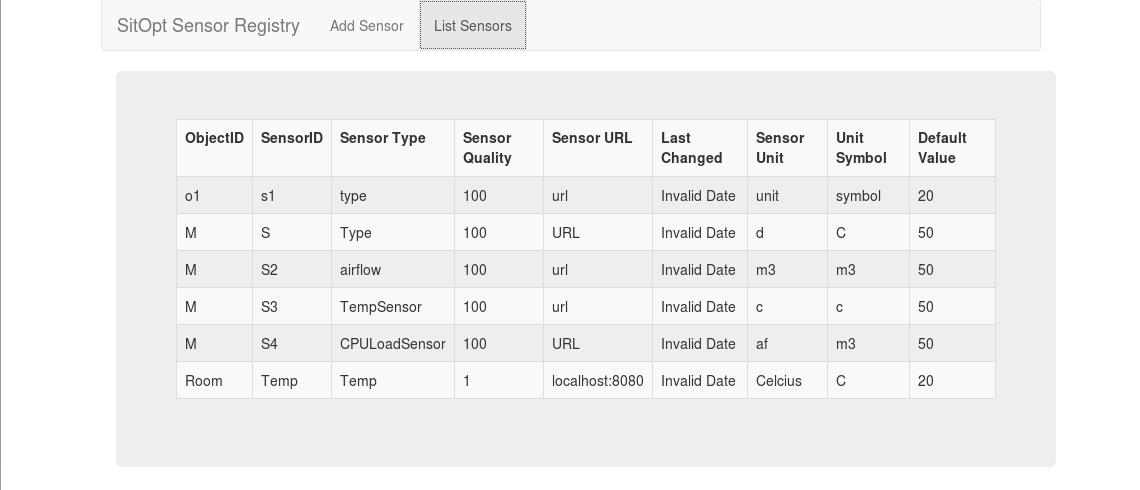 SitOpt Sensor Registry Add Sensor List Sensors
ObjectID SensorID Sensor Type Sensor Quality Sensor URL Last Changed Sensor Unit Unit Symbol Default Value
o1 s1 type 100 url Invalid Date unit symbol 20
M S Type 100 URL Invalid Date d C 50
M S2 airflow 100 url Invalid Date m3 m3 50
M S3 TempSensor 100 url Invalid Date c c 50
M S4 CPULoadSensor 100 URL Invalid Date af m3 50
Room Temp Temp 1 localhost:8080 Invalid Date Celcius C 20